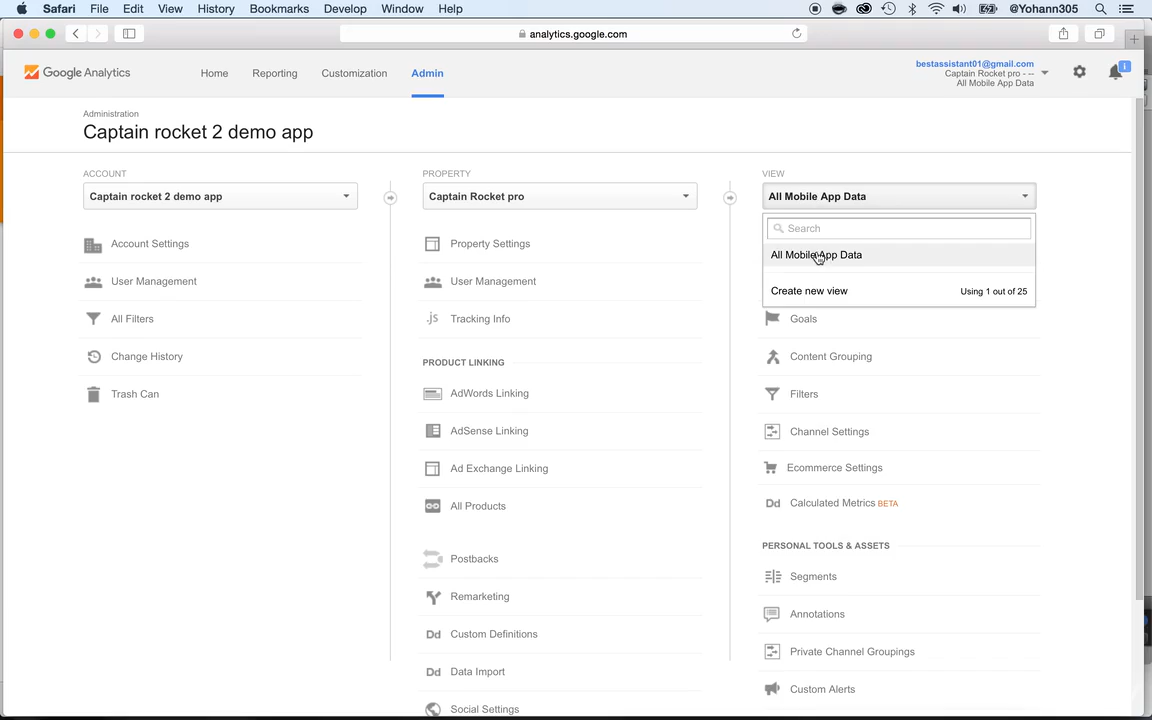 Safari File Edit View History Bookmarks Develop Window Help @Yohann305
analytics.google.com
Google Analytics Home Reporting Customization Admin
bestassistant01@gmail.com
Captain Rocket pro - --
All Mobile App Data
1
Administration
Captain rocket 2 demo app
ACCOUNT
Captain rocket 2 demo app
Account Settings
User Management
All Filters
Change History
Trash Can
PROPERTY
Captain Rocket pro
Property Settings
User Management
.js Tracking Info
PRODUCT LINKING
AdWords Linking
AdSense Linking
Ad Exchange Linking
All Products
Postbacks
Remarketing
Dd Custom Definitions
Dd Data Import
Social Settings
VIEW
All Mobile App Data
Search
All Mobile App Data
Create new view Using 1 out of 25
Goals
Content Grouping
Filters
Channel Settings
Ecommerce Settings
Dd Calculated Metrics BETA
PERSONAL TOOLS & ASSETS
Segments
Annotations
Private Channel Groupings
Custom Alerts